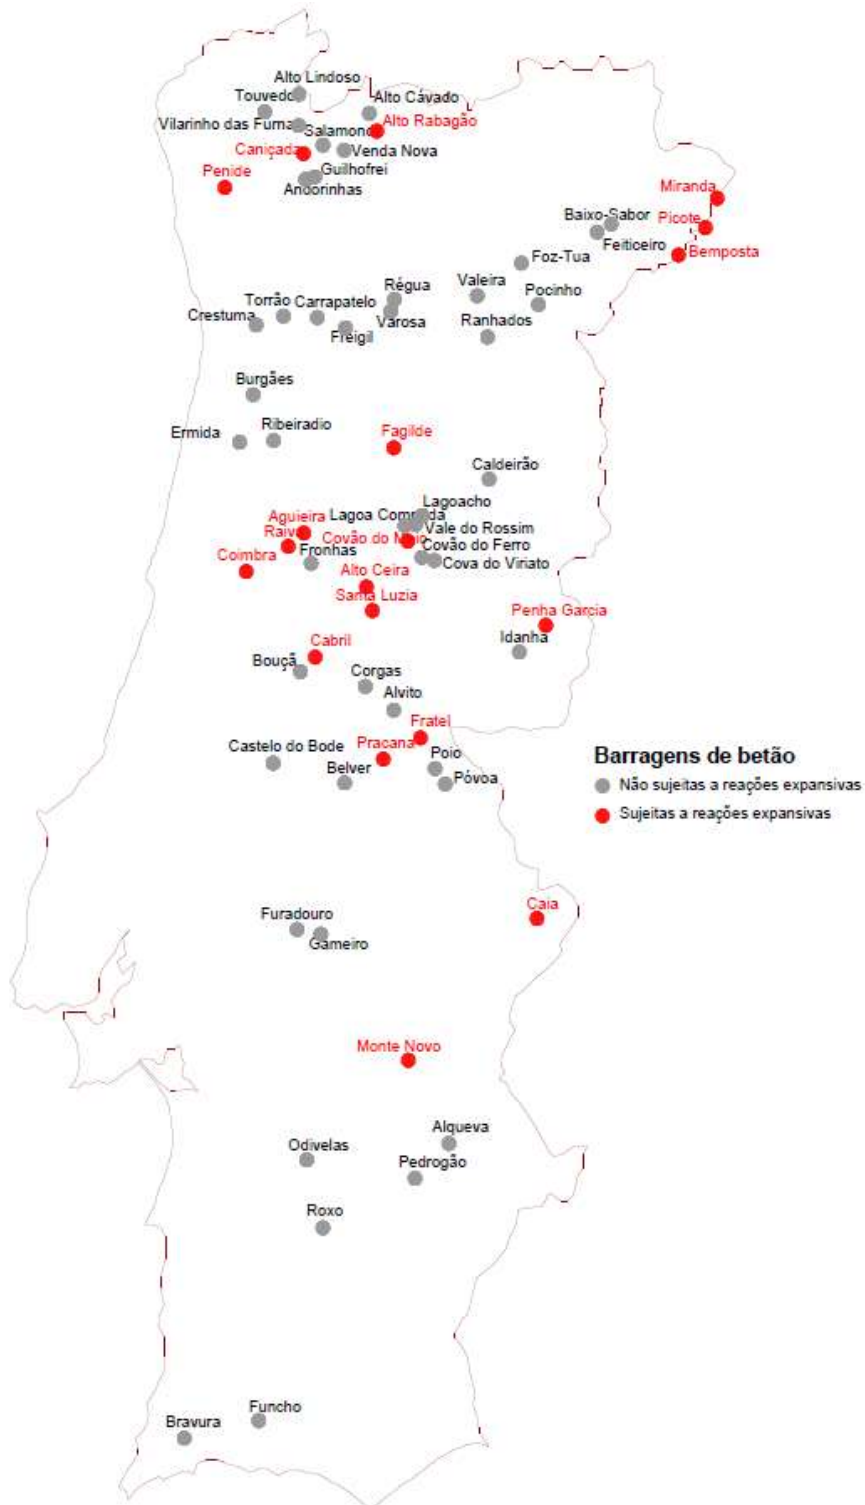 Alto Lindoso
Touvedo
Alto Cávado
Vilarinho das Furnas
Alto Rabagão
Salamonde
Caniçada
Venda Nova
Guilhofrei
Penide
Andorinhas
Miranda
Baixo-Sabor
Picote
Feiticeiro
Bemposta
Foz-Tua
Régua
Valeira
Pocinho
Torrão
Carrapatelo
Crestuma
Varosa
Ranhados
Freigil
Burgães
Ermida
Ribeiradio
Fagilde
Caldeirão
Lagoacho
Lagoa Comprida
Aguieira
Vale do Rossim
Raiva
Covão do Meio
Fronhas
Covão do Ferro
Coimbra
Cova do Viriato
Alto Ceira
Santa Luzia
Penha Garcia
Idanha
Cabril
Bouçã
Corgas
Alvito
Fratel
Pracana
Castelo do Bode
Poio
Belver
Póvoa
Barragens de betão
Não sujeitas a reações expansivas
Sujeitas a reações expansivas
Caia
Furadouro
Gameiro
Monte Novo
Alqueva
Odivelas
Pedrogão
Roxo
Funcho
Bravura